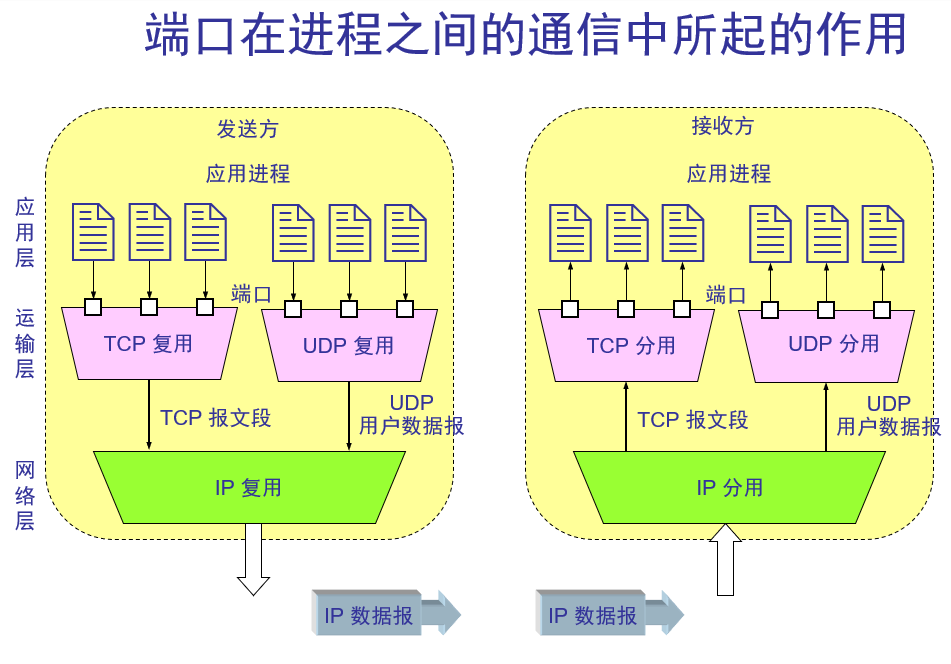 端口在进程之间的通信中所起的作用
发送方
应用进程
应用层
端口
运输层
TCP 复用
UDP 复用
TCP 报文段
UDP
用户数据报
网络层
IP 复用
IP 数据报
接收方
应用进程
端口
TCP 分用
UDP 分用
TCP 报文段
UDP
用户数据报
IP 分用
IP 数据报